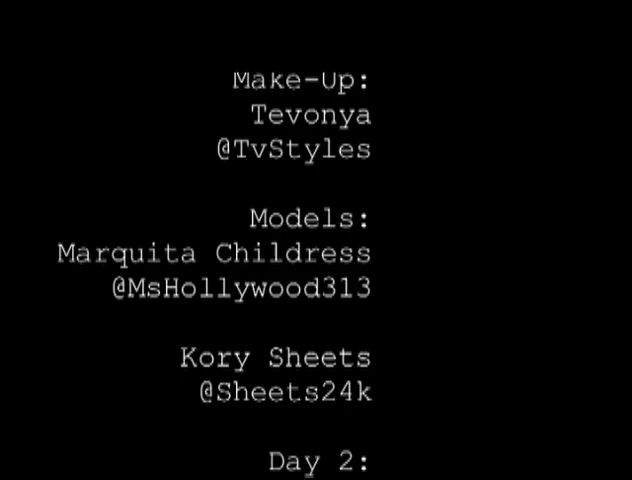 Make-Up:
Tevonya
@TvStyles
Models:
Marquita Childress
@MsHollywood313
Kory Sheets
@Sheets24k
Day 2: